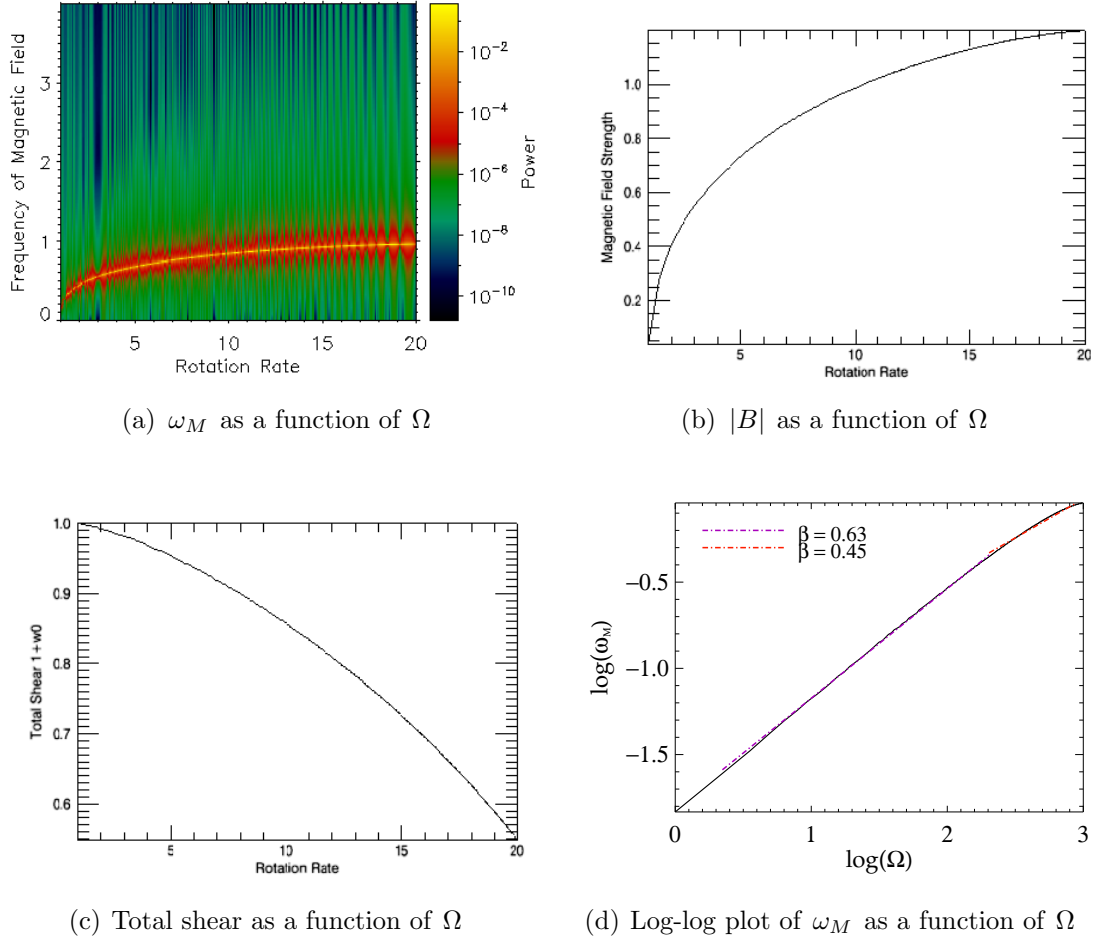 Frequency of Magnetic Field
3
2
1
0
5
10
15
20
Rotation Rate
10⁻²
10⁻⁴
10⁻⁶
10⁻⁸
10⁻¹⁰
Power
(a) ω_M as a function of Ω
Magnetic Field Strength
1.0
0.8
0.6
0.4
0.2
5
10
15
20
Rotation Rate
(b) |B| as a function of Ω
Total Shear 1+w0
1.0
0.9
0.8
0.7
0.6
5
10
15
20
Rotation Rate
(c) Total shear as a function of Ω
β = 0.63
β = 0.45
log(ω_M)
−0.5
−1.0
−1.5
0
1
2
3
log(Ω)
(d) Log-log plot of ω_M as a function of Ω